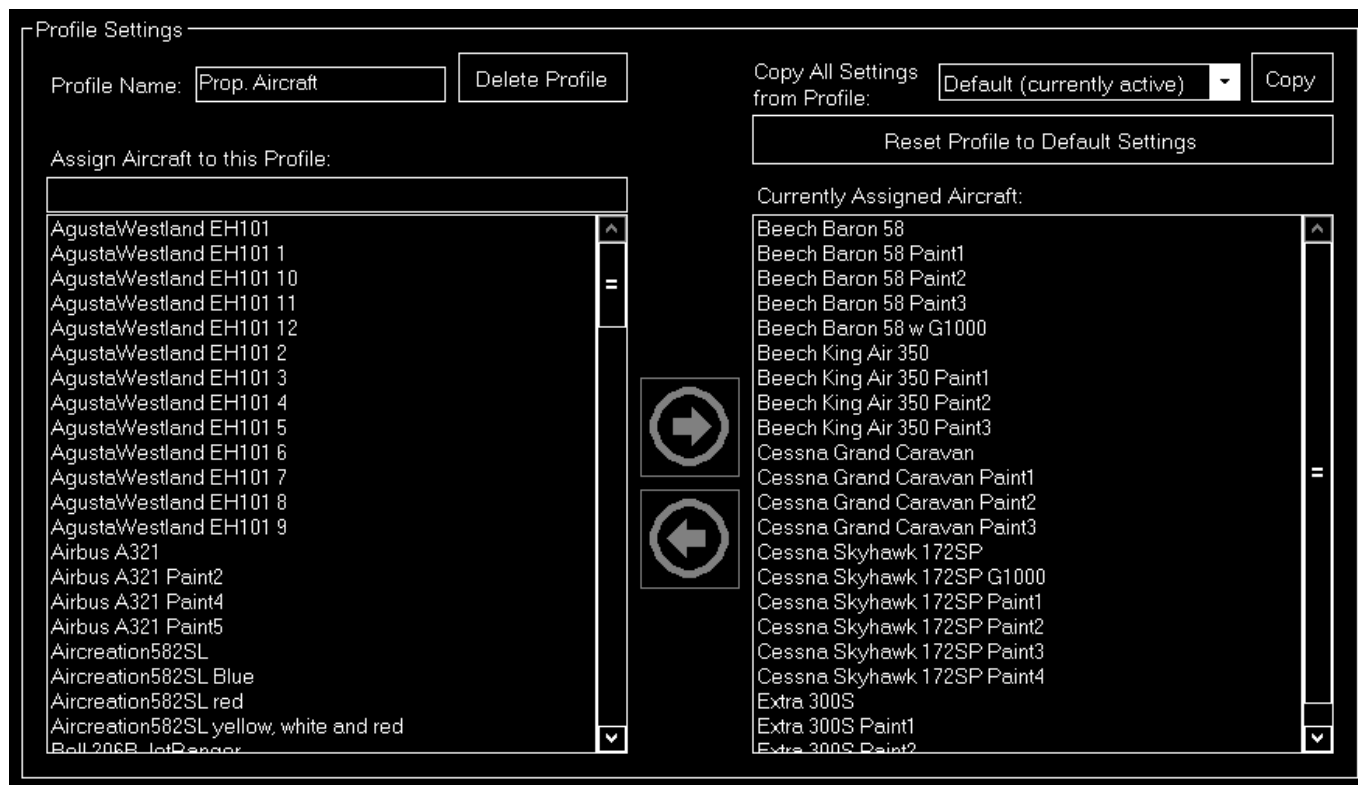 Profile Settings
Profile Name: Prop. Aircraft
Delete Profile
Copy All Settings
from Profile:
Default (currently active)
Copy
Reset Profile to Default Settings
Assign Aircraft to this Profile:
AgustaWestland EH101
AgustaWestland EH101 1
AgustaWestland EH101 10
AgustaWestland EH101 11
AgustaWestland EH101 12
AgustaWestland EH101 2
AgustaWestland EH101 3
AgustaWestland EH101 4
AgustaWestland EH101 5
AgustaWestland EH101 6
AgustaWestland EH101 7
AgustaWestland EH101 8
AgustaWestland EH101 9
Airbus A321
Airbus A321 Paint2
Airbus A321 Paint4
Airbus A321 Paint5
Aircreation582SL
Aircreation582SL Blue
Aircreation582SL red
Aircreation582SL yellow, white and red
Bell 206B JetRanger
Currently Assigned Aircraft:
Beech Baron 58
Beech Baron 58 Paint1
Beech Baron 58 Paint2
Beech Baron 58 Paint3
Beech Baron 58 w G1000
Beech King Air 350
Beech King Air 350 Paint1
Beech King Air 350 Paint2
Beech King Air 350 Paint3
Cessna Grand Caravan
Cessna Grand Caravan Paint1
Cessna Grand Caravan Paint2
Cessna Grand Caravan Paint3
Cessna Skyhawk 172SP
Cessna Skyhawk 172SP G1000
Cessna Skyhawk 172SP Paint1
Cessna Skyhawk 172SP Paint2
Cessna Skyhawk 172SP Paint3
Cessna Skyhawk 172SP Paint4
Extra 300S
Extra 300S Paint1
Extra 300S Paint2